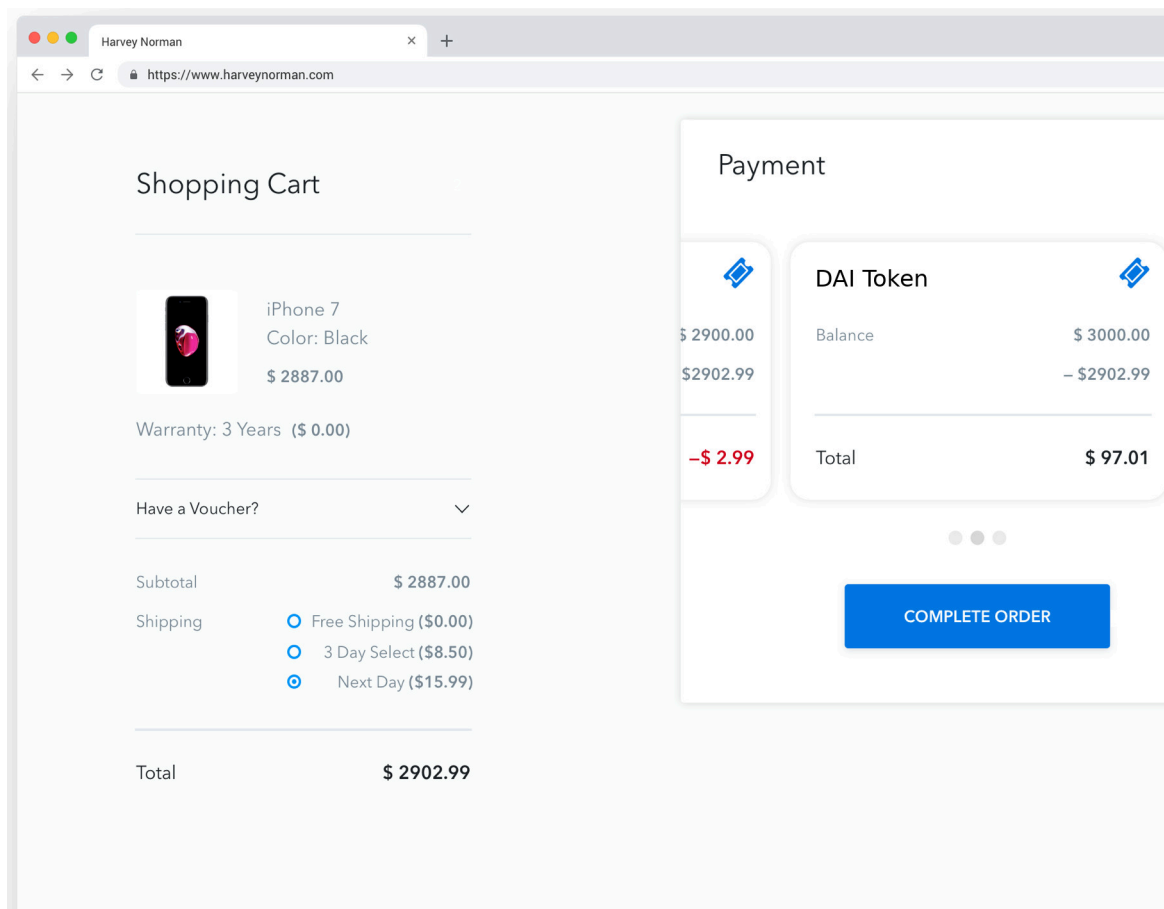 Harvey Norman
https://www.harveynorman.com
Shopping Cart
iPhone 7
Color: Black
$ 2887.00
Warranty: 3 Years ($ 0.00)
Have a Voucher?
Subtotal $ 2887.00
Shipping Free Shipping ($0.00)
3 Day Select ($8.50)
Next Day ($15.99)
Total $ 2902.99
Payment
$ 2900.00
$2902.99
–$ 2.99
DAI Token
Balance $ 3000.00
– $2902.99
Total $ 97.01
COMPLETE ORDER